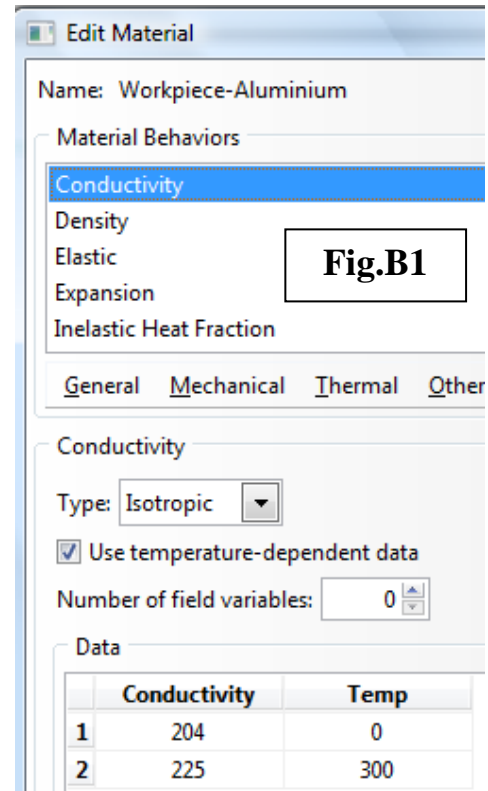 Edit Material
Name: Workpiece-Aluminium
Material Behaviors
Conductivity
Density
Elastic
Expansion
Inelastic Heat Fraction
Fig.B1
General Mechanical Thermal Other
Conductivity
Type: Isotropic
Use temperature-dependent data
Number of field variables: 0
Data
Conductivity Temp
1 204 0
2 225 300